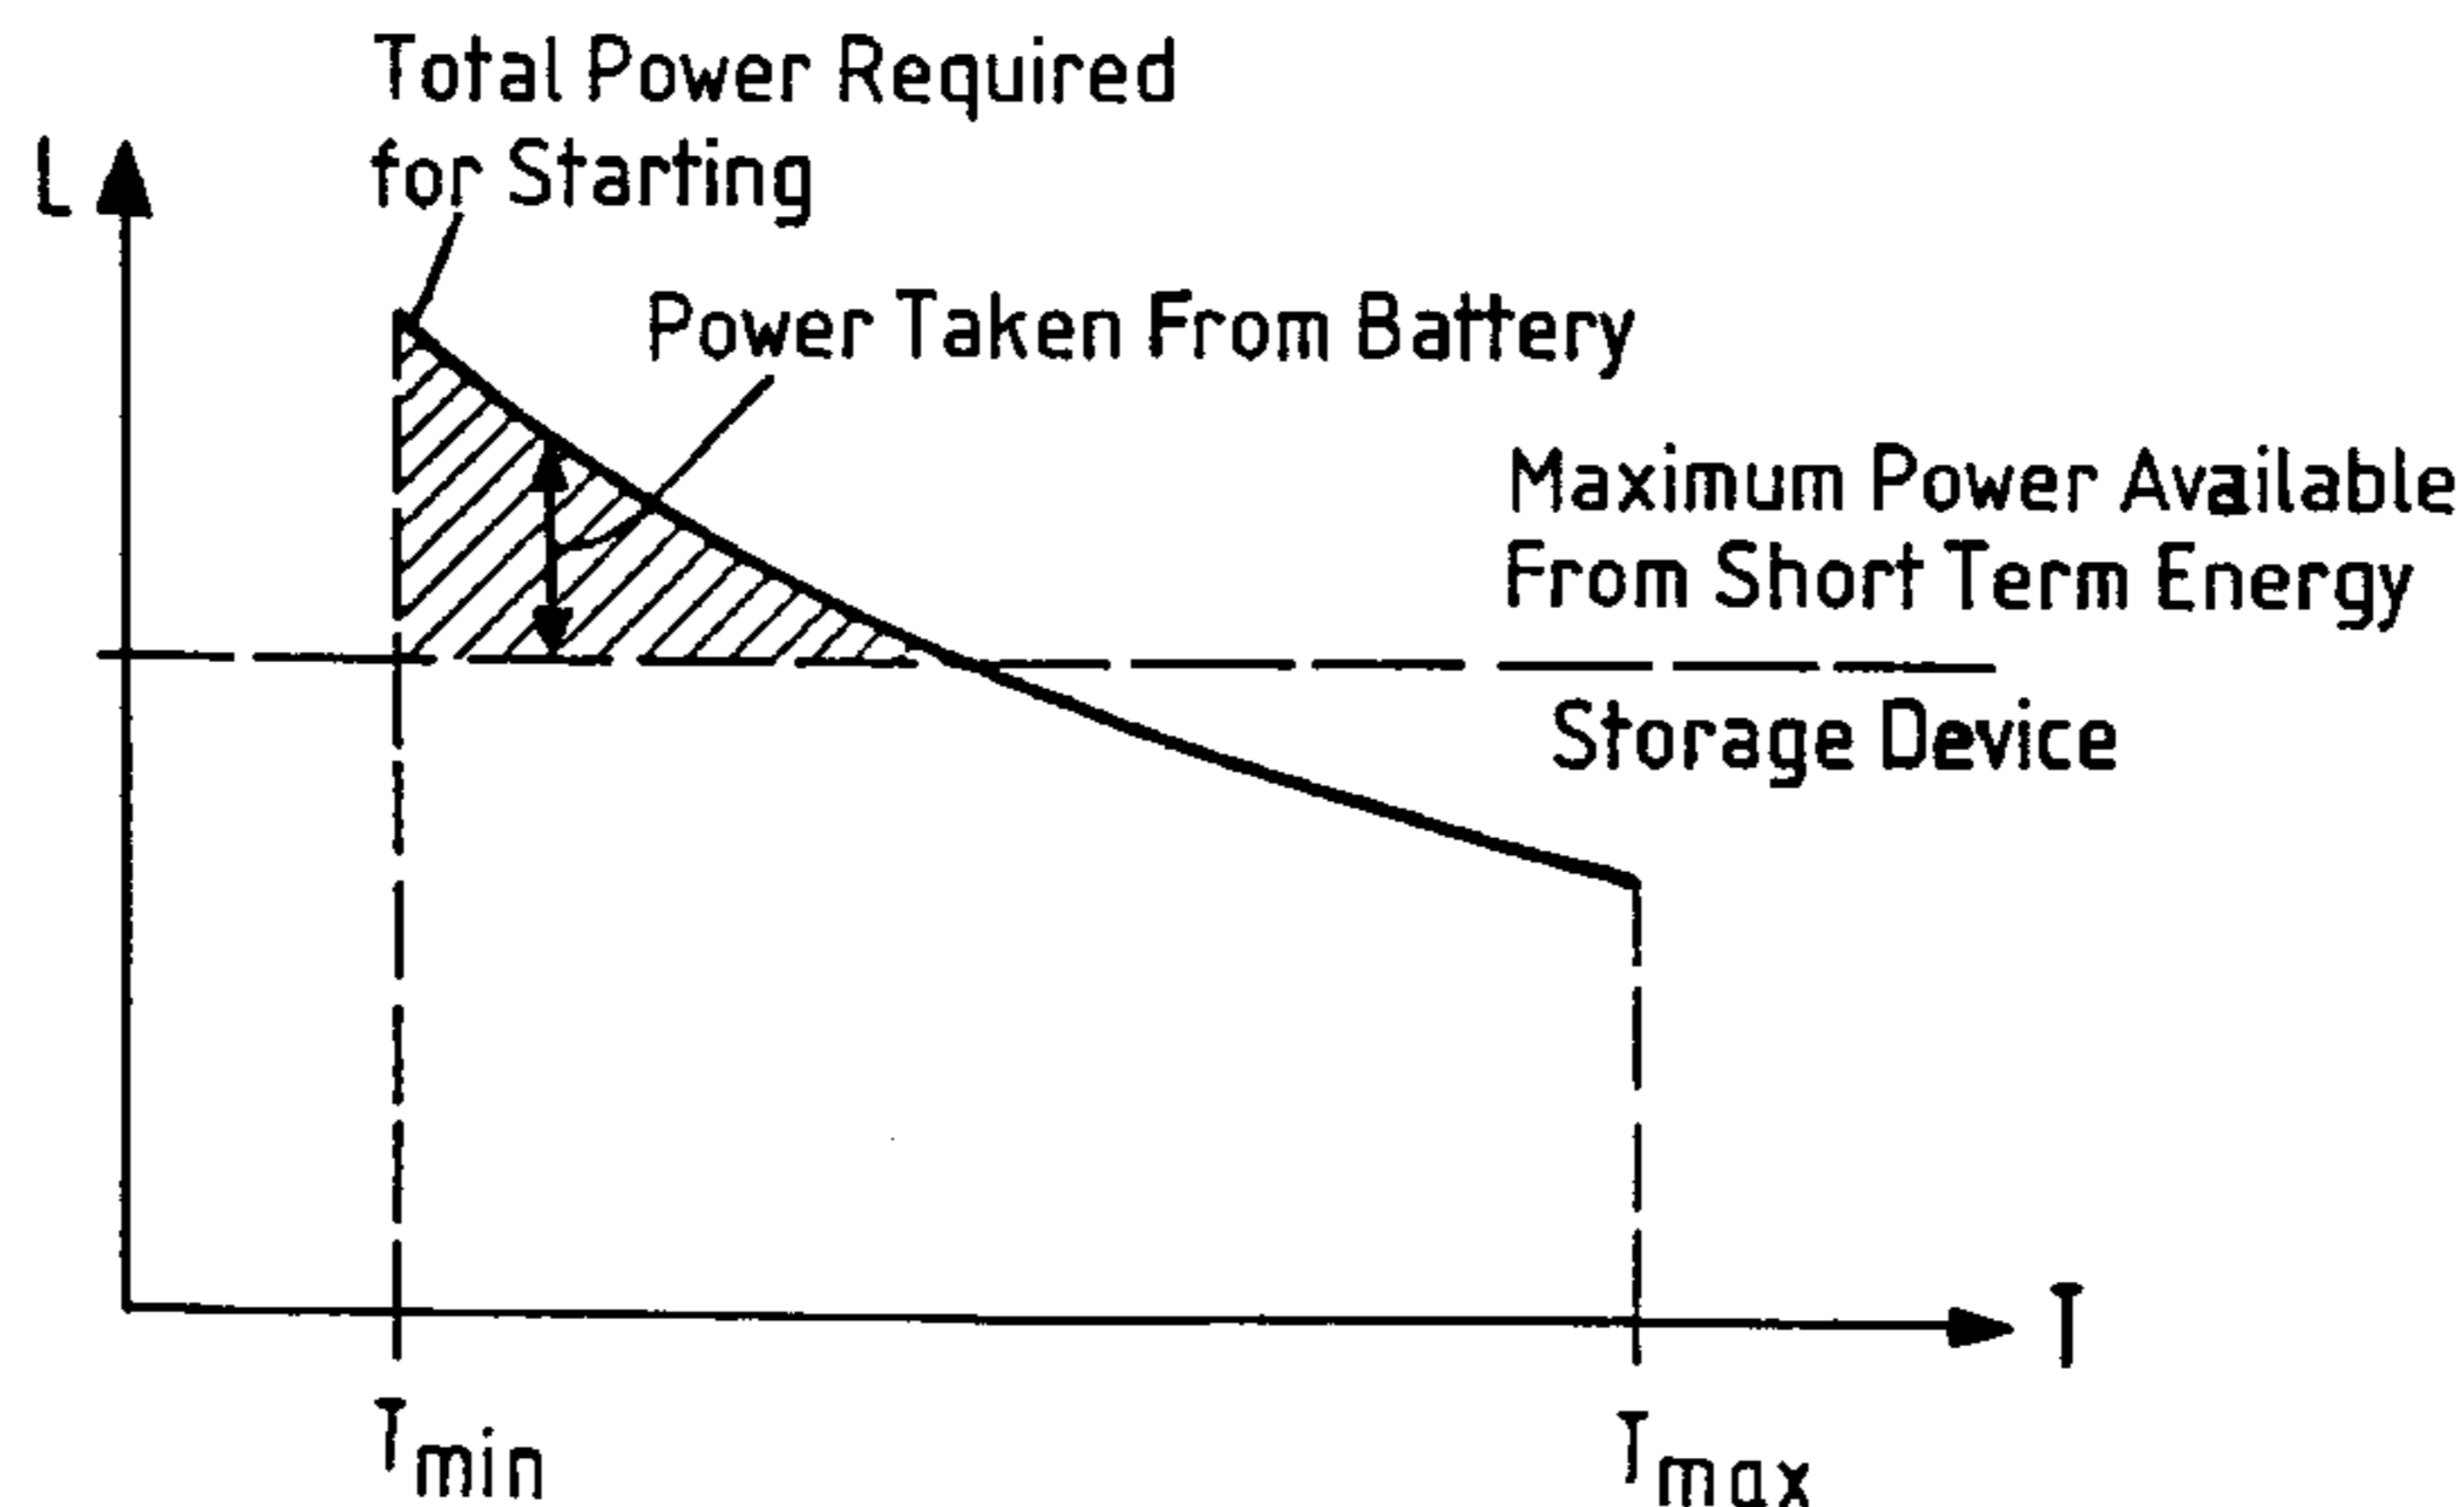 Total Power Required
for Starting
L
Power Taken From Battery
Maximum Power Available
From Short Term Energy
Storage Device
T
Tmin
Tmax